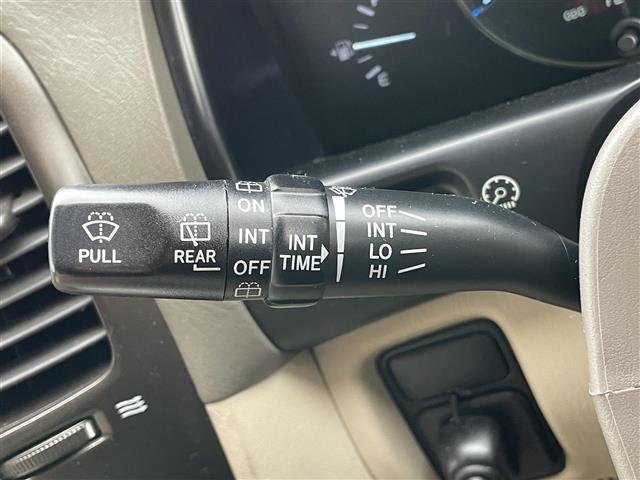 PULL
REAR
ON
INT
OFF
INT
TIME
OFF
INT
LO
HI